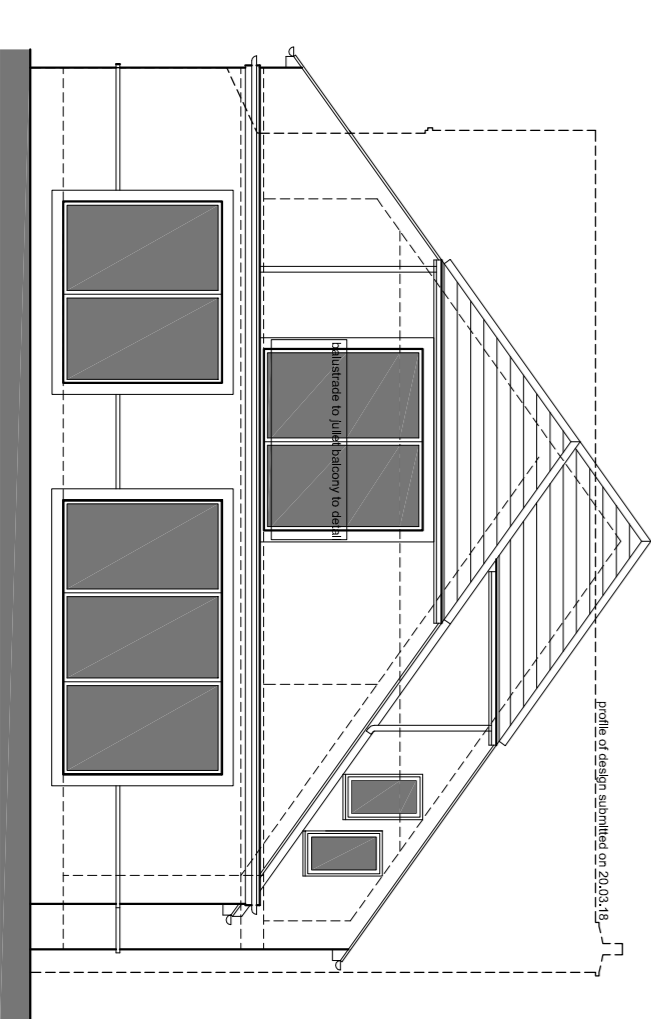 balustrade to juliet balcony to detail
profile of design submitted on 20.03.18